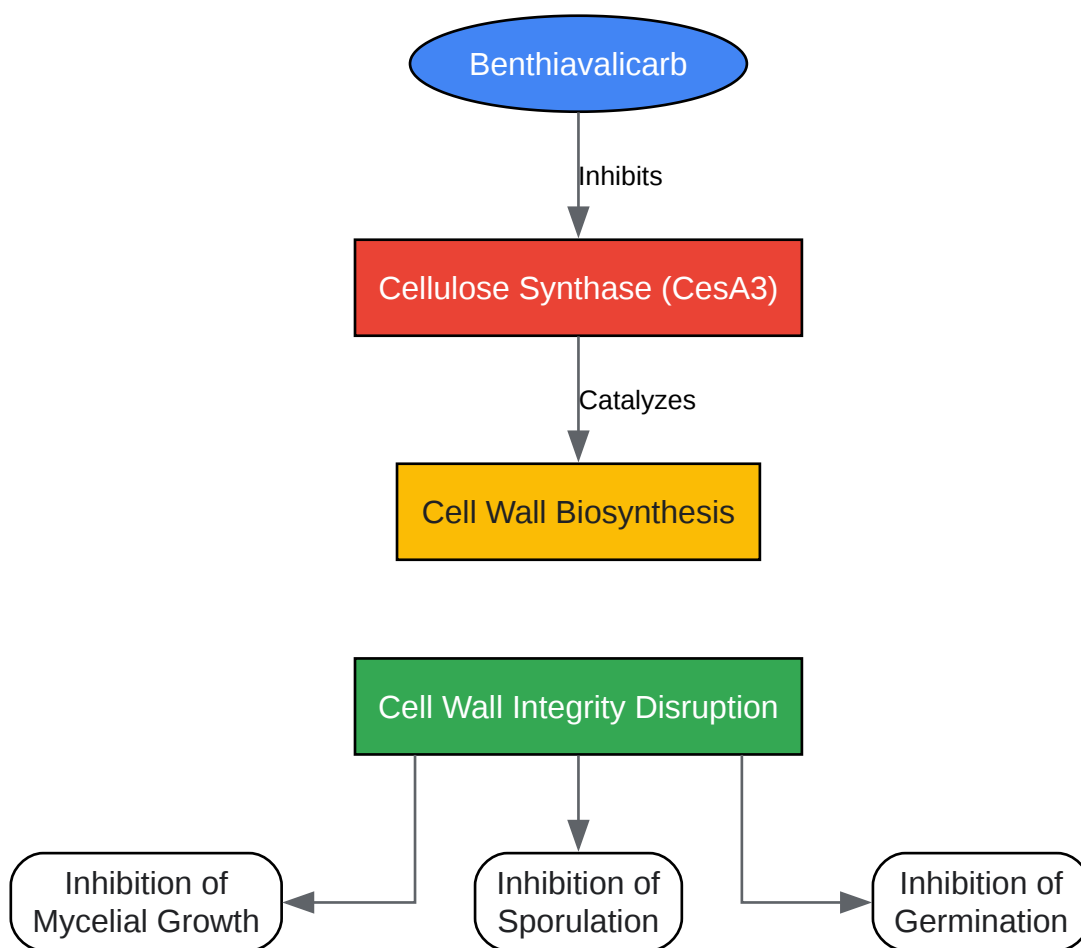 Benthiavalicarb
Inhibits
Cellulose Synthase (CesA3)
Catalyzes
Cell Wall Biosynthesis
Cell Wall Integrity Disruption
Inhibition of
Mycelial Growth
Inhibition of
Sporulation
Inhibition of
Germination